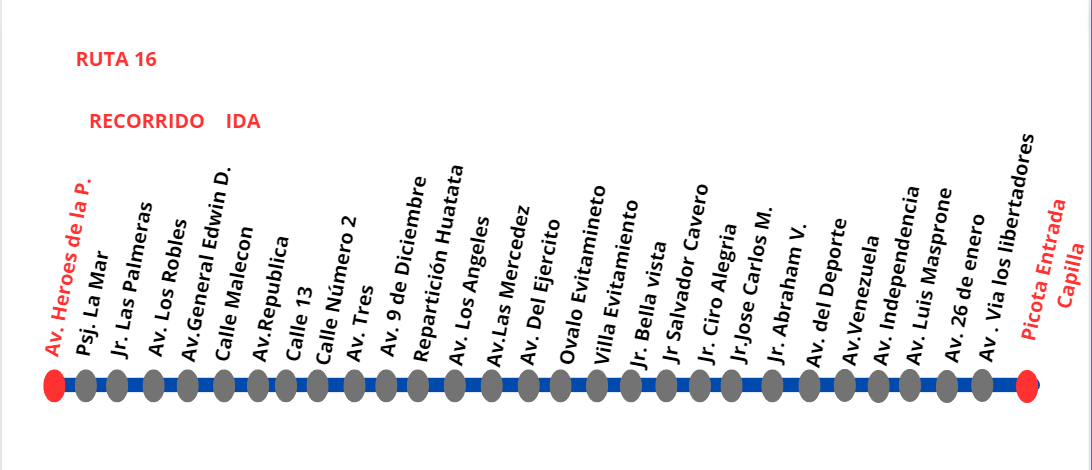 RUTA 16
RECORRIDO IDA
Av. Heroes de la P.
Psj. La Mar
Jr. Las Palmeras
Av. Los Robles
Av.General Edwin D.
Calle Malecon
Av.Republica
Calle 13
Calle Número 2
Av. Tres
Av. 9 de Diciembre
Repartición Huatata
Av. Los Angeles
Av.Las Mercedez
Av. Del Ejercito
Ovalo Evitamineto
Villa Evitamiento
Jr. Bella vista
Jr Salvador Cavero
Jr. Ciro Alegria
Jr.Jose Carlos M.
Jr. Abraham V.
Av. del Deporte
Av.Venezuela
Av. Independencia
Av. Luis Masprone
Av. 26 de enero
Av . Via los libertadores
Picota Entrada
Capilla